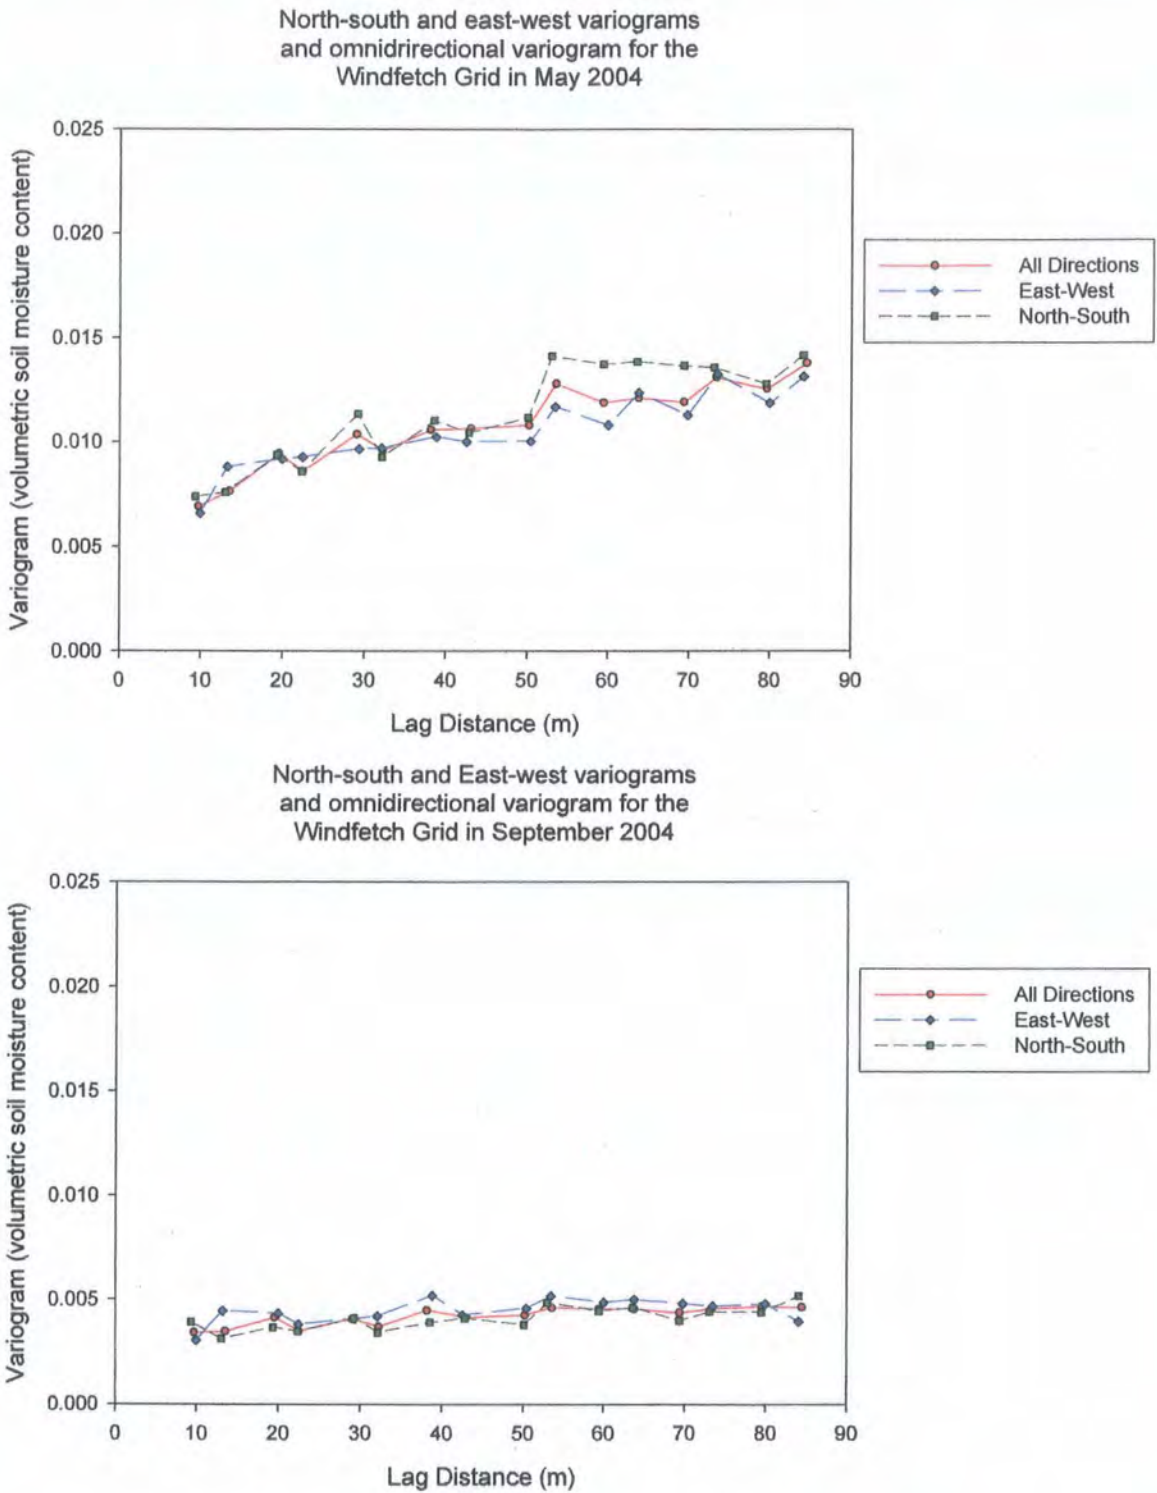 North-south and east-west variograms
and omnidrirectional variogram for the
Windfetch Grid in May 2004
0.025
0.020
0.015
0.010
0.005
0.000
Variogram (volumetric soil moisture content)
0 10 20 30 40 50 60 70 80 90
Lag Distance (m)
All Directions
East-West
North-South
North-south and East-west variograms
and omnidirectional variogram for the
Windfetch Grid in September 2004
0.025
0.020
0.015
0.010
0.005
0.000
Variogram (volumetric soil moisture content)
0 10 20 30 40 50 60 70 80 90
Lag Distance (m)
All Directions
East-West
North-South